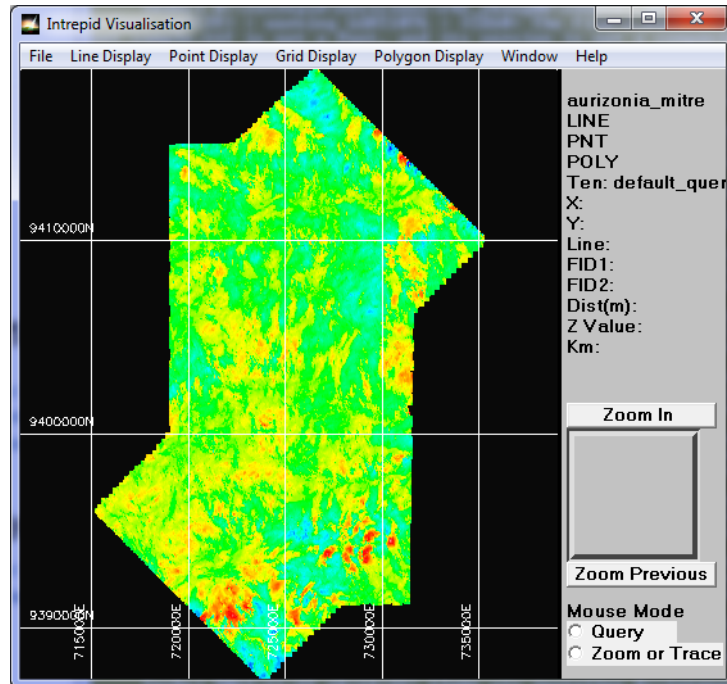 Intrepid Visualisation
File Line Display Point Display Grid Display Polygon Display Window Help
aurizonia_mitre
LINE
PNT
POLY
Ten: default_quer
X:
Y:
Line:
FID1:
FID2:
Dist(m):
Z Value:
Km:
Zoom In
Zoom Previous
Mouse Mode
Query
Zoom or Trace
9410000N
9400000N
9390000N
715000E
720000E
725000E
730000E
735000E